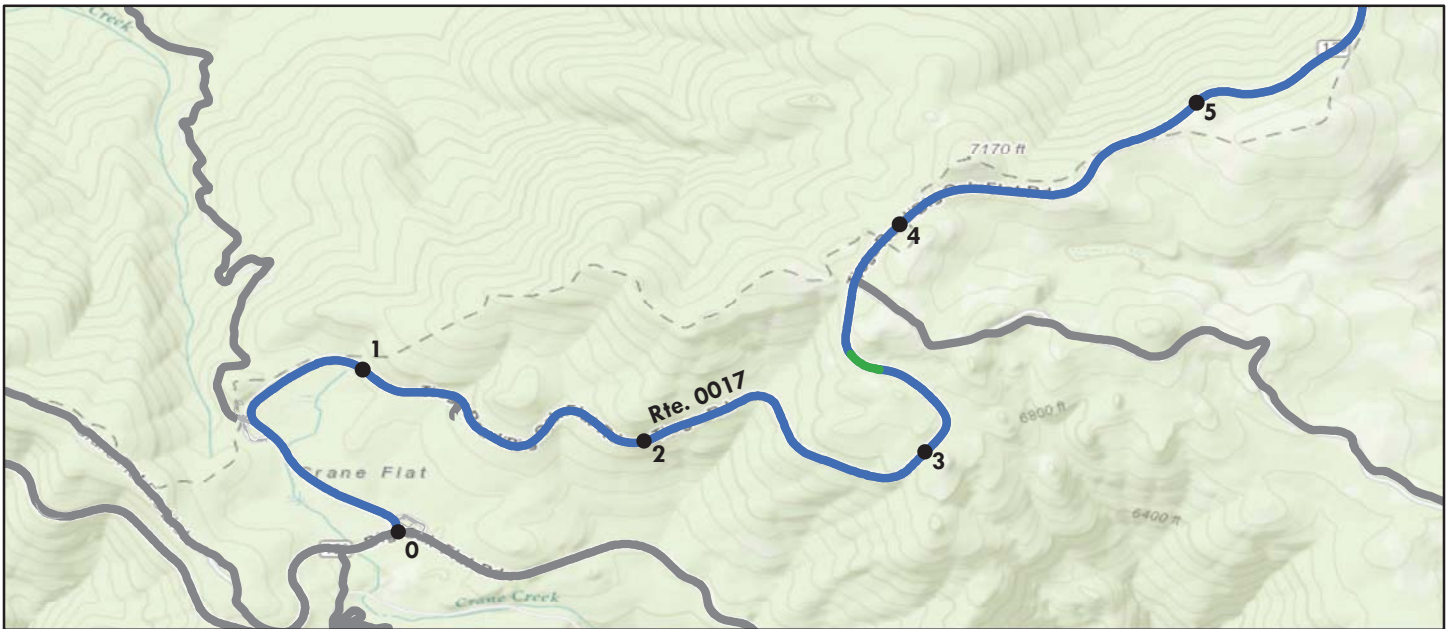 Creek
7170 ft
5
4
1
Rte. 0017
6800 ft
2
3
Crane Flat
6400 ft
0
Crane Creek